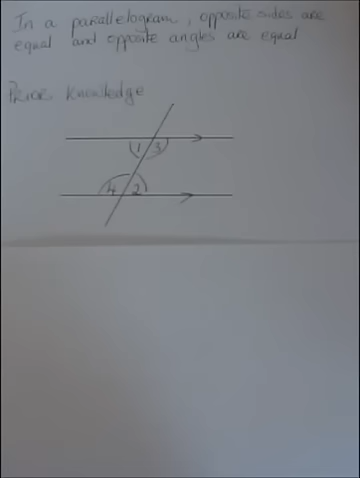 In a parallelogram, opposite sides are
equal and opposite angles are equal
Prior Knowledge
1 3
4 2